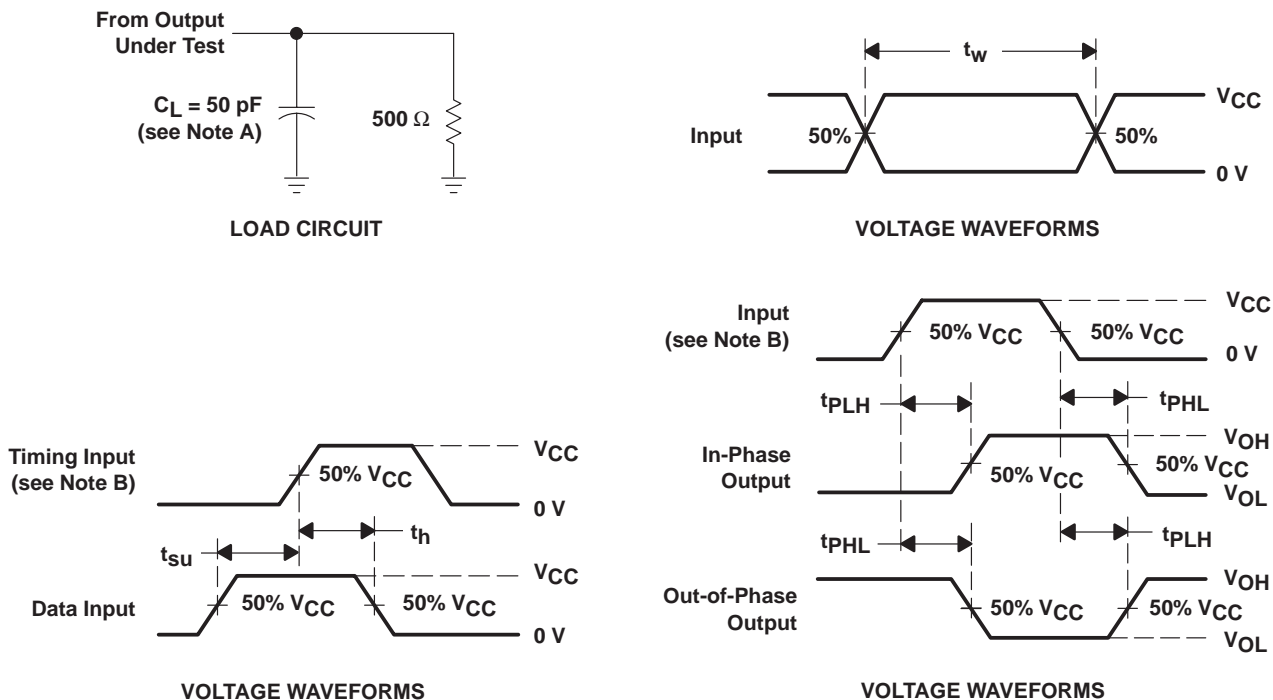 From Output
Under Test
CL = 50 pF
(see Note A)
500 Ω
LOAD CIRCUIT
tw
VCC
Input
50%
50%
0 V
VOLTAGE WAVEFORMS
Timing Input
(see Note B)
50% VCC
VCC
0 V
th
tsu
Data Input
50% VCC
50% VCC
VCC
0 V
VOLTAGE WAVEFORMS
Input
(see Note B)
50% VCC
50% VCC
VCC
0 V
tPLH
tPHL
In-Phase
Output
50% VCC
50% VCC
VOH
VOL
tPHL
tPLH
Out-of-Phase
Output
50% VCC
50% VCC
VOH
VOL
VOLTAGE WAVEFORMS